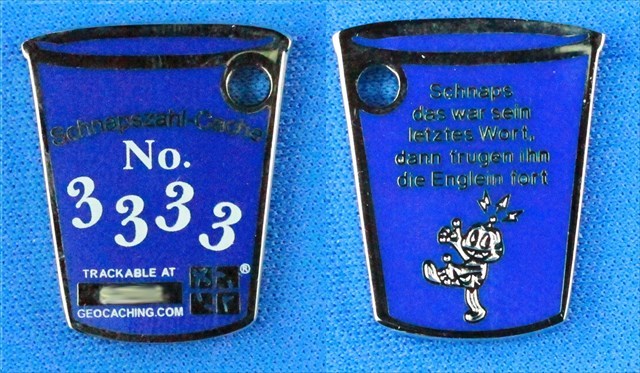 Schnapszahl-Cache
No.
3333
TRACKABLE AT
®
GEOCACHING.COM
Schnaps
das war sein
letztes Wort,
dann trugen ihn
die Englein fort